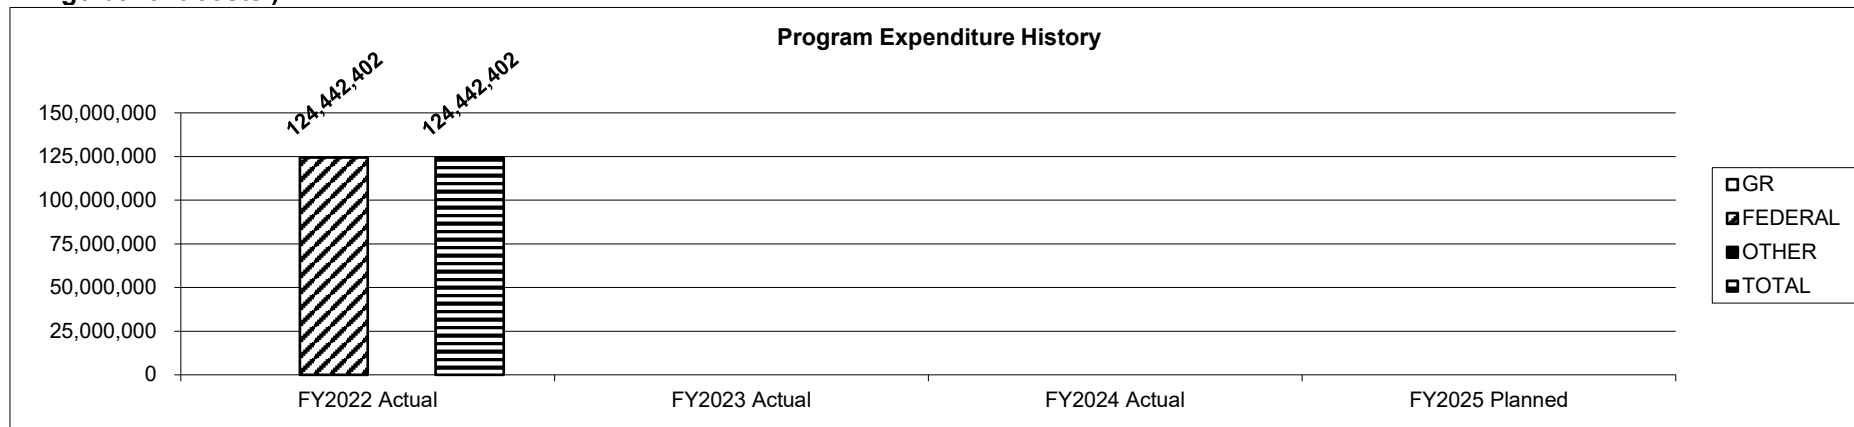 Program Expenditure History
124,442,402
124,442,402
150,000,000
125,000,000
100,000,000
75,000,000
50,000,000
25,000,000
0
FY2022 Actual
FY2023 Actual
FY2024 Actual
FY2025 Planned
GR
FEDERAL
OTHER
TOTAL